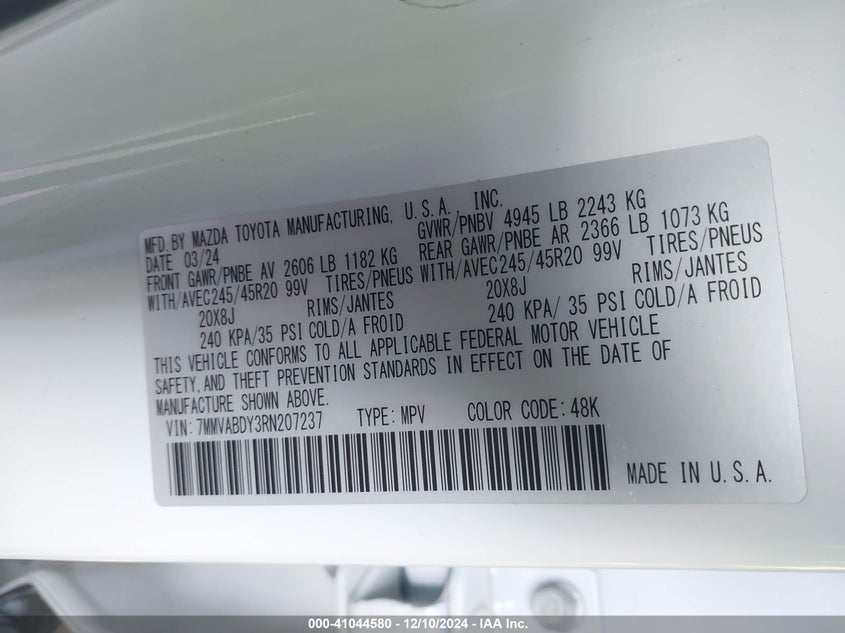 MFD. BY MAZDA TOYOTA MANUFACTURING, U.S.A., INC.
DATE 03/24 GVWR/PNBV 4945 LB 2243 KG
FRONT GAWR/PNBE AV 2606 LB 1182 KG REAR GAWR/PNBE AR 2366 LB 1073 KG
WITH/AVEC245/45R20 99V TIRES/PNEUS WITH/AVEC245/45R20 99V TIRES/PNEUS
20X8J RIMS/JANTES 20X8J RIMS/JANTES
240 KPA/35 PSI COLD/A FROID 240 KPA/ 35 PSI COLD/A FROID
THIS VEHICLE CONFORMS TO ALL APPLICABLE FEDERAL MOTOR VEHICLE
SAFETY, AND THEFT PREVENTION STANDARDS IN EFFECT ON THE DATE OF
MANUFACTURE SHOWN ABOVE.
VIN: 7MMVABDY3RN207237 TYPE: MPV COLOR CODE: 48K
MADE IN U.S.A.
000-41044580 - 12/10/2024 - IAA Inc.